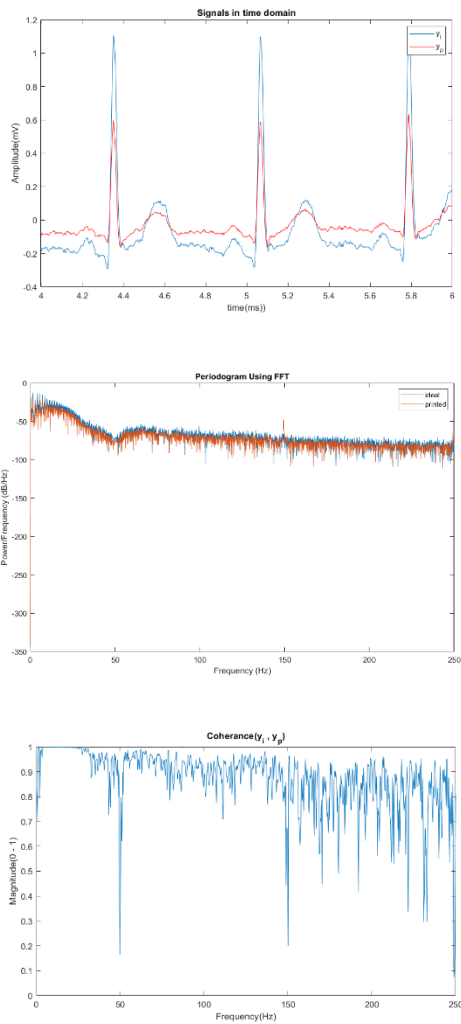 Signals in time domain
1.2
1
0.8
0.6
0.4
0.2
0
-0.2
-0.4
Amplitude(mV)
y_i
y_p
4 4.2 4.4 4.6 4.8 5 5.2 5.4 5.6 5.8 6
time(ms))
Periodogram Using FFT
0
-50
-100
-150
-200
-250
-300
-350
Power/Frequency (dB/Hz)
ideal
printed
0 50 100 150 200 250
Frequency (Hz)
Coherance(y_i , y_p)
1
0.9
0.8
0.7
0.6
0.5
0.4
0.3
0.2
0.1
0
Magnitude(0 - 1)
0 50 100 150 200 250
Frequency(Hz)